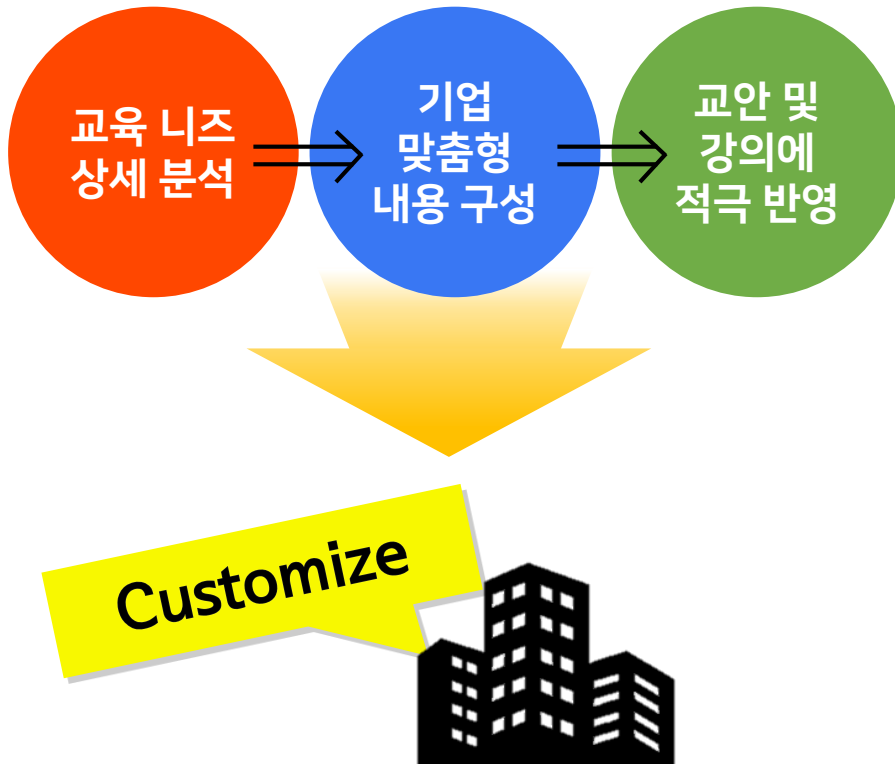 교육 니즈
상세 분석
기업
맞춤형
내용 구성
교안 및
강의에
적극 반영
Customize